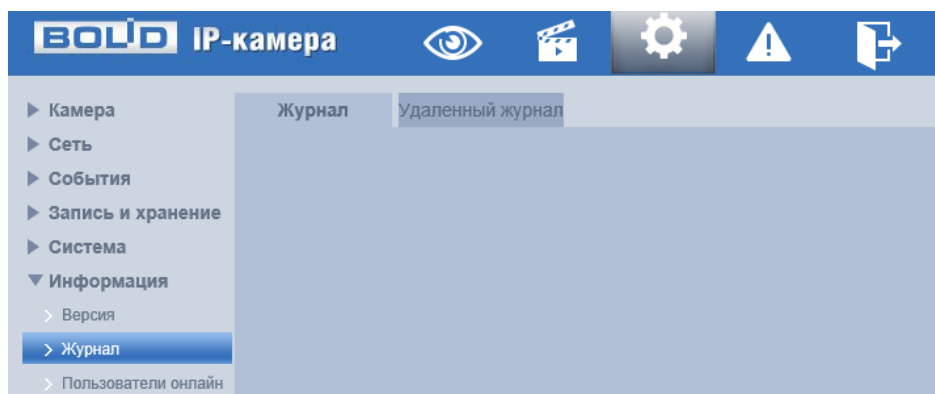 BOLID IP-камера
Журнал Удаленный журнал
Камера
Сеть
События
Запись и хранение
Система
Информация
Версия
Журнал
Пользователи онлайн